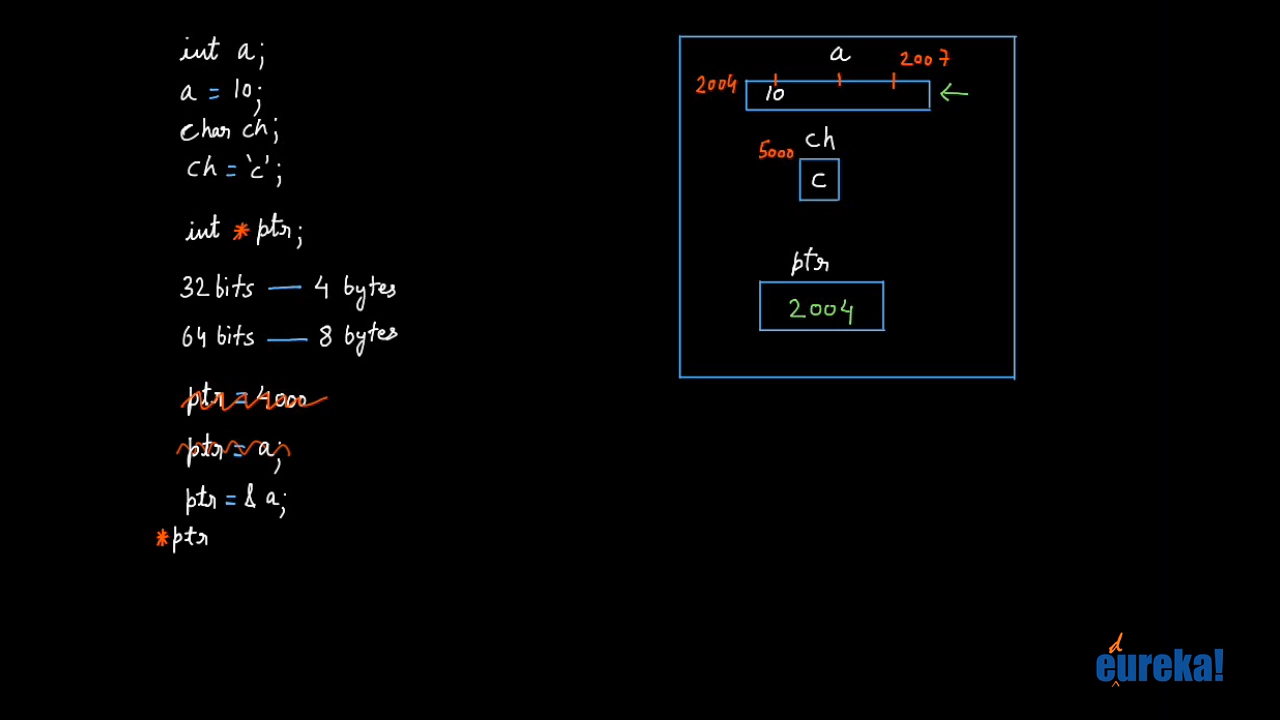 int a;
a = 10;
char ch;
ch = 'c';
int *ptr;
32 bits — 4 bytes
64 bits — 8 bytes
ptr = 4000
ptr = a;
ptr = & a;
*ptr
a
2004
2007
10
ch
5000
c
ptr
2004
d
eureka!
^